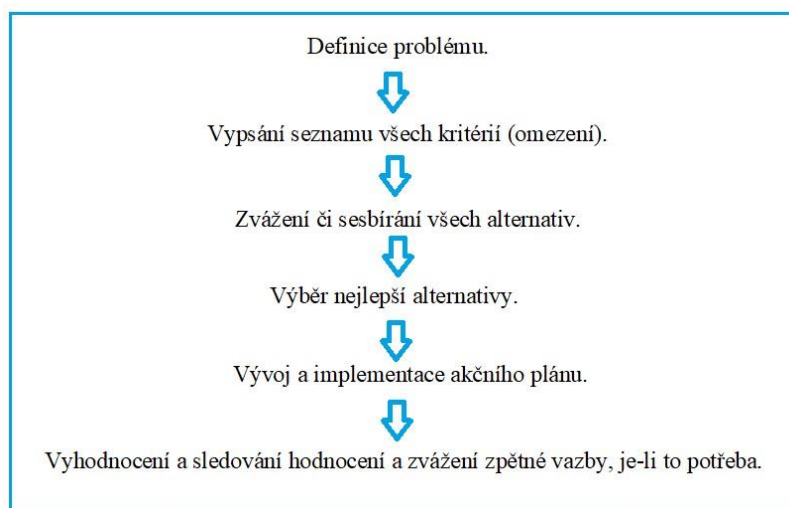 Definice problému.
Vypsání seznamu všech kritérií (omezení).
Zvážení či sesbírání všech alternativ.
Výběr nejlepší alternativy.
Vývoj a implementace akčního plánu.
Vyhodnocení a sledování hodnocení a zvážení zpětné vazby, je-li to potřeba.